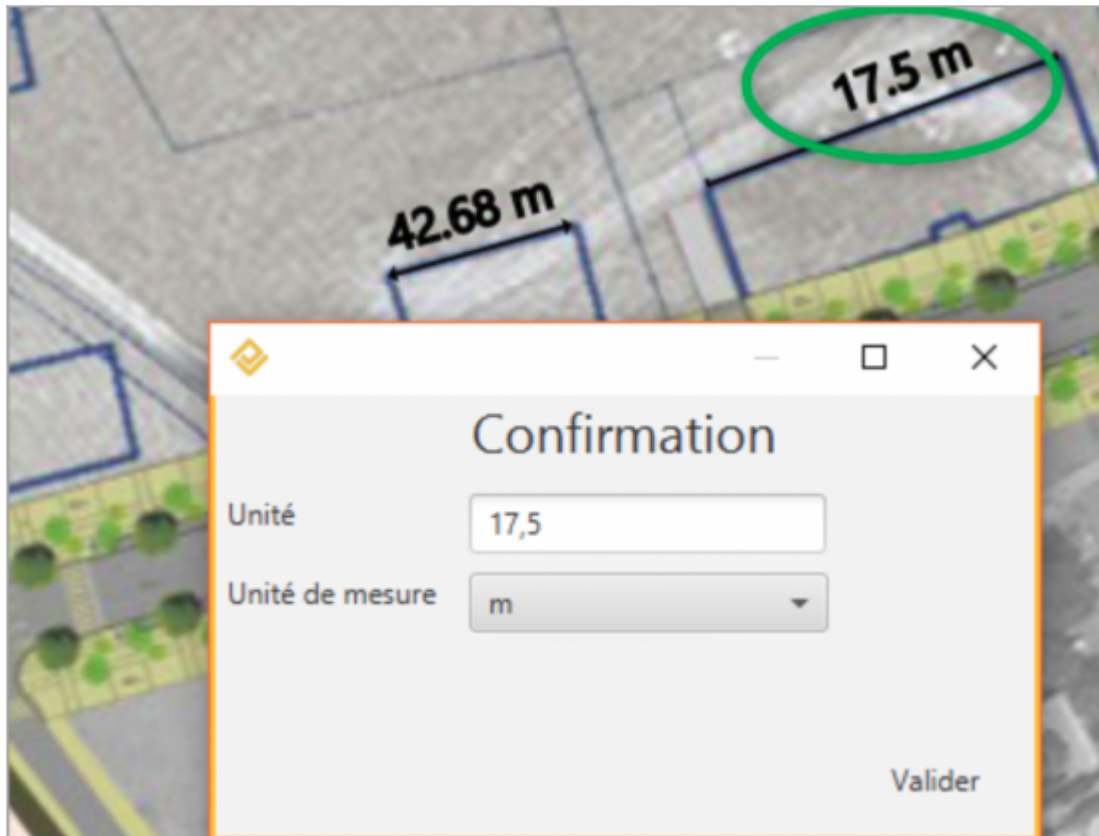 17.5 m
42.68 m
Confirmation
Unité
17,5
Unité de mesure
m
Valider